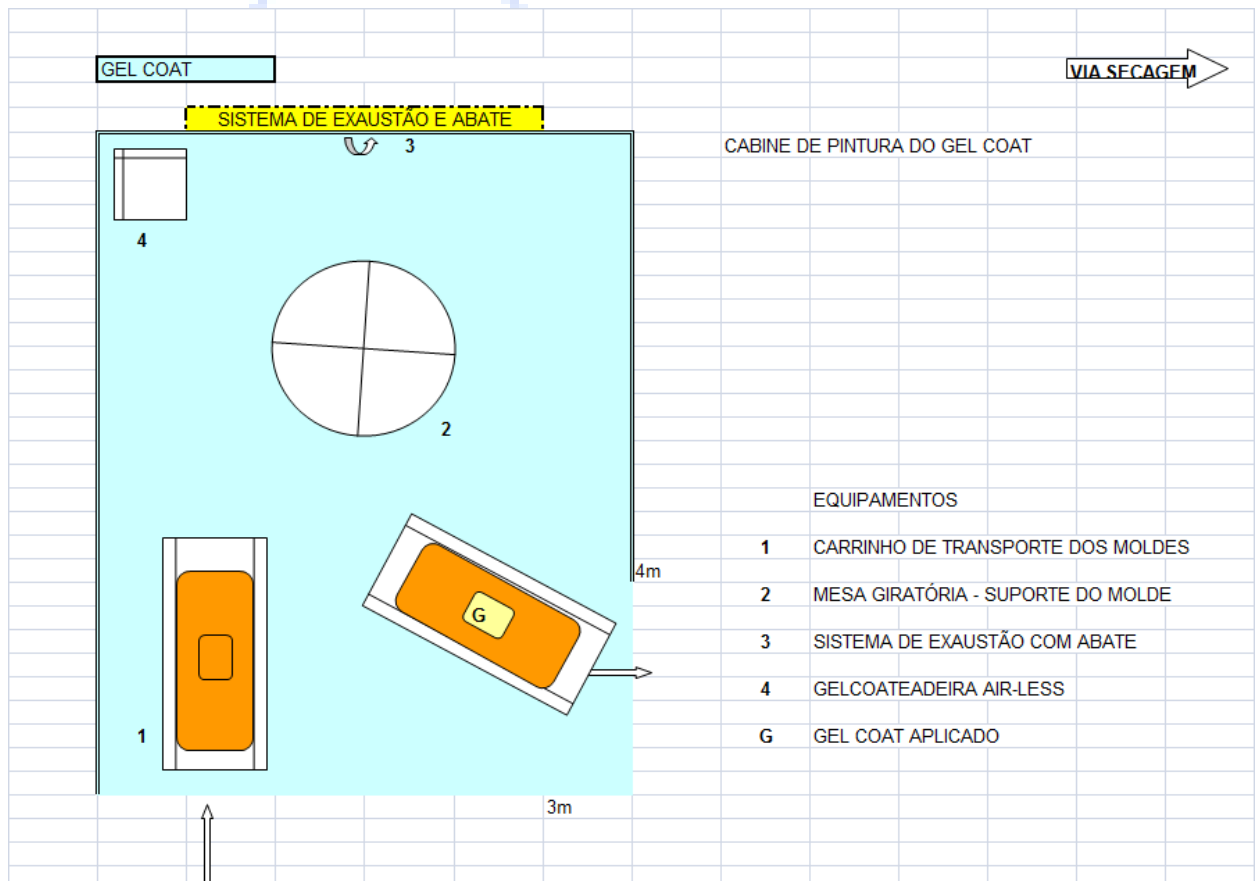 GEL COAT
VIA SECAGEM
SISTEMA DE EXAUSTÃO E ABATE
3
CABINE DE PINTURA DO GEL COAT
4
2
EQUIPAMENTOS
1 CARRINHO DE TRANSPORTE DOS MOLDES
4m
2 MESA GIRATÓRIA - SUPORTE DO MOLDE
G
3 SISTEMA DE EXAUSTÃO COM ABATE
4 GELCOATEADEIRA AIR-LESS
1
G GEL COAT APLICADO
3m